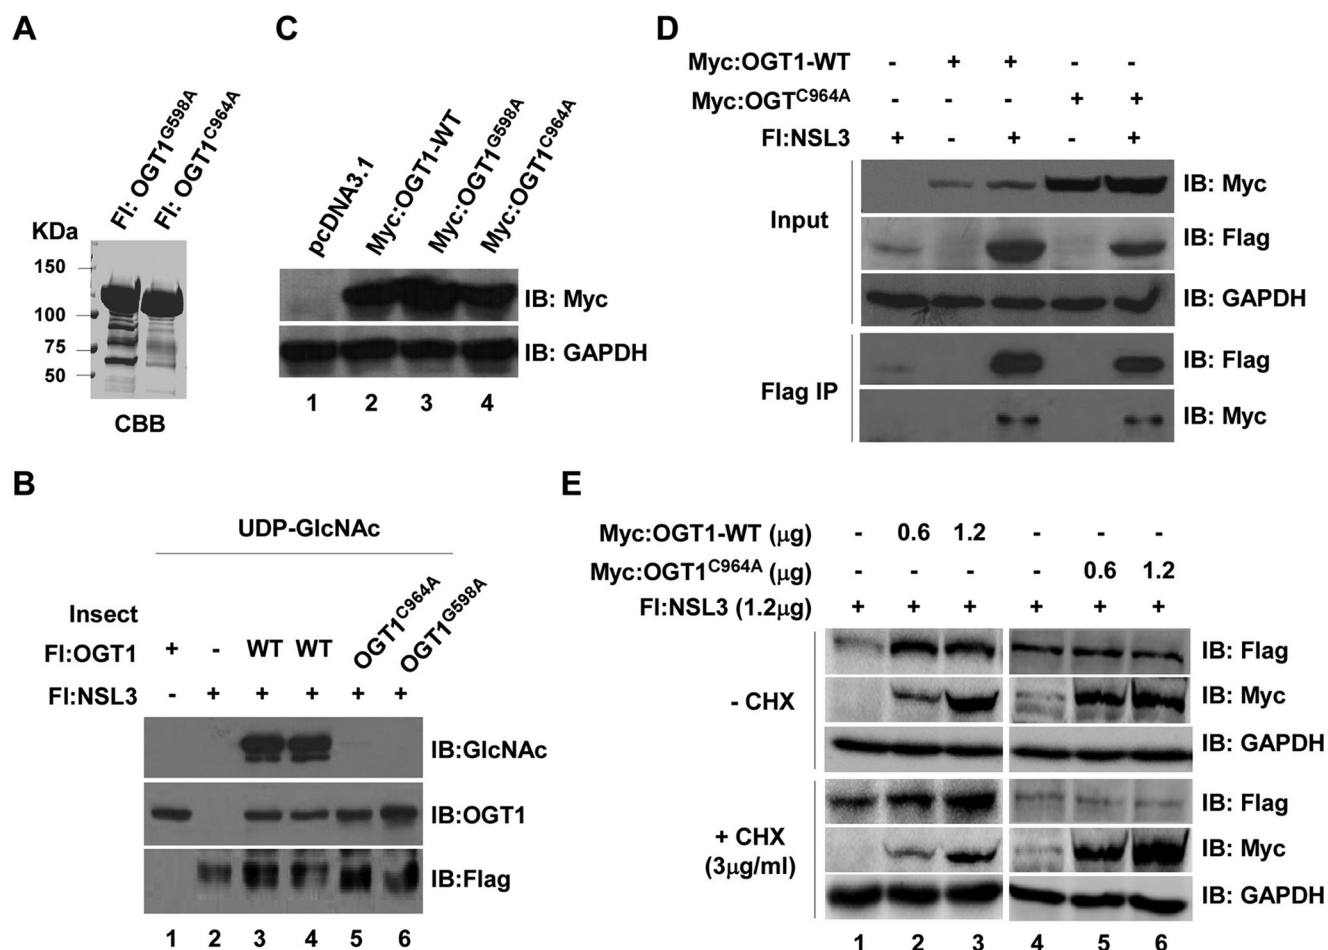 A
Fl: OGT1G598A
Fl: OGT1C964A
KDa
150
100
75
50
CBB
C
pcDNA3.1
Myc:OGT1-WT
Myc:OGT1G598A
Myc:OGT1C964A
IB: Myc
IB: GAPDH
1 2 3 4
D
Myc:OGT1-WT - + + - -
Myc:OGTC964A - - - + +
Fl:NSL3 + - + - +
Input
IB: Myc
IB: Flag
IB: GAPDH
Flag IP
IB: Flag
IB: Myc
B
UDP-GlcNAc
Insect
Fl:OGT1 + - WT WT OGT1C964A OGT1G598A
Fl:NSL3 - + + + + +
IB:GlcNAc
IB:OGT1
IB:Flag
1 2 3 4 5 6
E
Myc:OGT1-WT (μg) - 0.6 1.2 - - -
Myc:OGT1C964A (μg) - - - - 0.6 1.2
Fl:NSL3 (1.2μg) + + + + + +
- CHX
IB: Flag
IB: Myc
IB: GAPDH
+ CHX
(3μg/ml)
IB: Flag
IB: Myc
IB: GAPDH
1 2 3 4 5 6